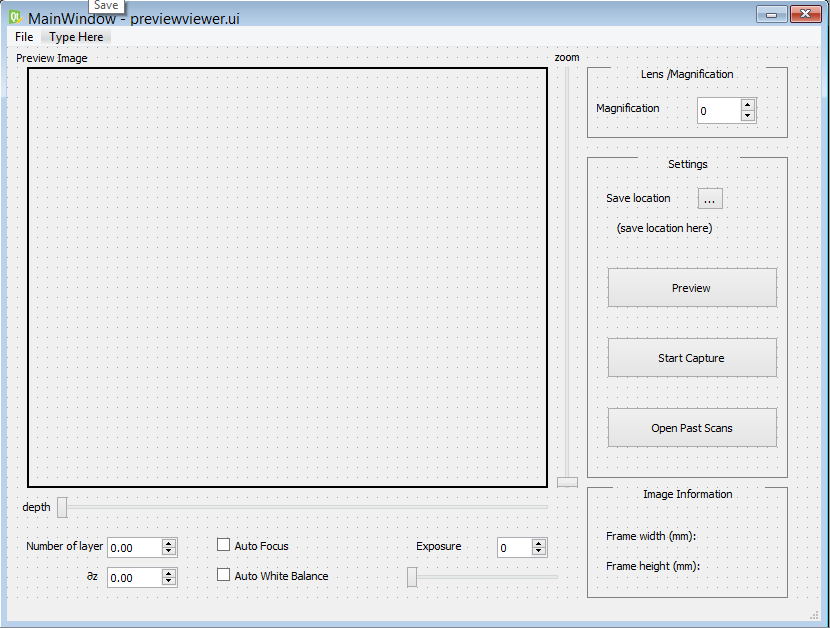 Save
MainWindow - previewviewer.ui
File Type Here
Preview Image
zoom
Lens /Magnification
Magnification 0
Settings
Save location ...
(save location here)
Preview
Start Capture
Open Past Scans
Image Information
Frame width (mm):
Frame height (mm):
depth
Number of layer 0.00
Auto Focus
Exposure 0
∂z 0.00
Auto White Balance